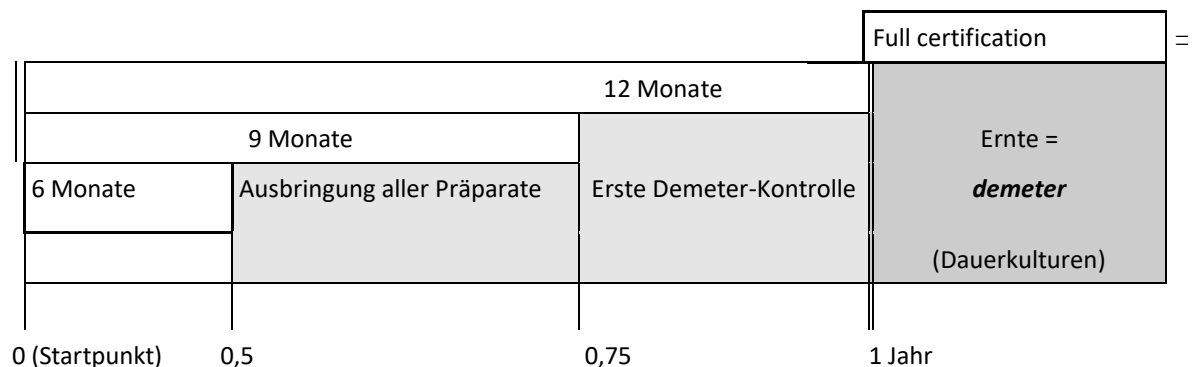 Full certification
12 Monate
9 Monate
Ernte =
6 Monate
Ausbringung aller Präparate
Erste Demeter-Kontrolle
demeter
(Dauerkulturen)
0 (Startpunkt)
0,5
0,75
1 Jahr